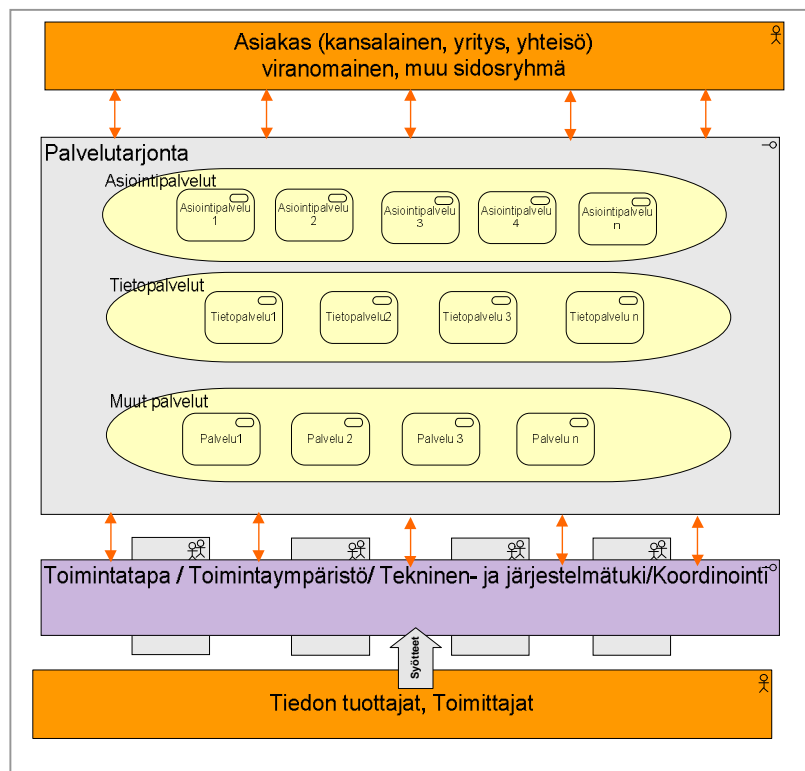 Asiakas (kansalainen, yritys, yhteisö)
viranomainen, muu sidosryhmä
Palvelutarjonta
Asiointipalvelut
Asiointipalvelu
1
Asiointipalvelu
2
Asiointipalvelu
3
Asiointipalvelu
4
Asiointipalvelu
n
Tietopalvelut
Tietopalvelu1
Tietopalvelu2
Tietopalvelu 3
Tietopalvelu n
Muut palvelut
Palvelu1
Palvelu 2
Palvelu 3
Palvelu n
Toimintatapa / Toimintaympäristö/ Tekninen- ja järjestelmätuki/Koordinointi
Syötteet
Tiedon tuottajat, Toimittajat